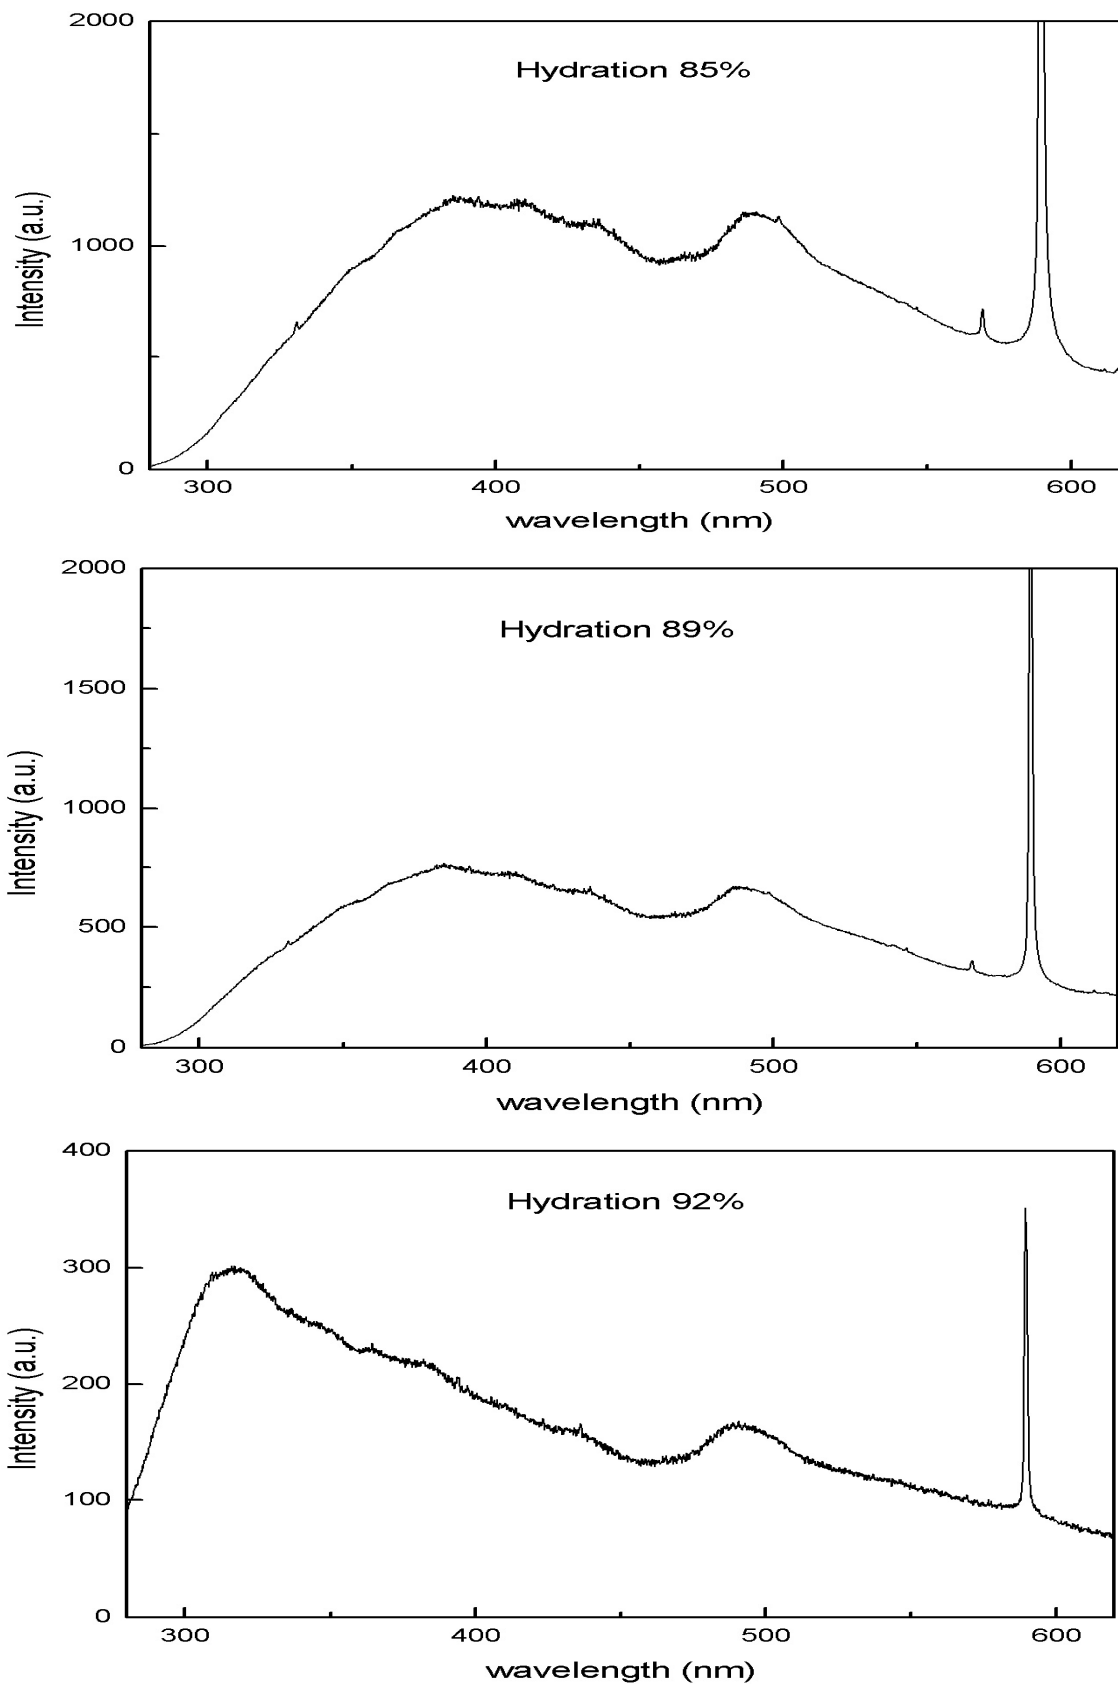 2000
Hydration 85%
1000
0
Intensity (a.u.)
300 400 500 600
wavelength (nm)
2000
Hydration 89%
1500
1000
500
0
Intensity (a.u.)
300 400 500 600
wavelength (nm)
400
Hydration 92%
300
200
100
0
Intensity (a.u.)
300 400 500 600
wavelength (nm)